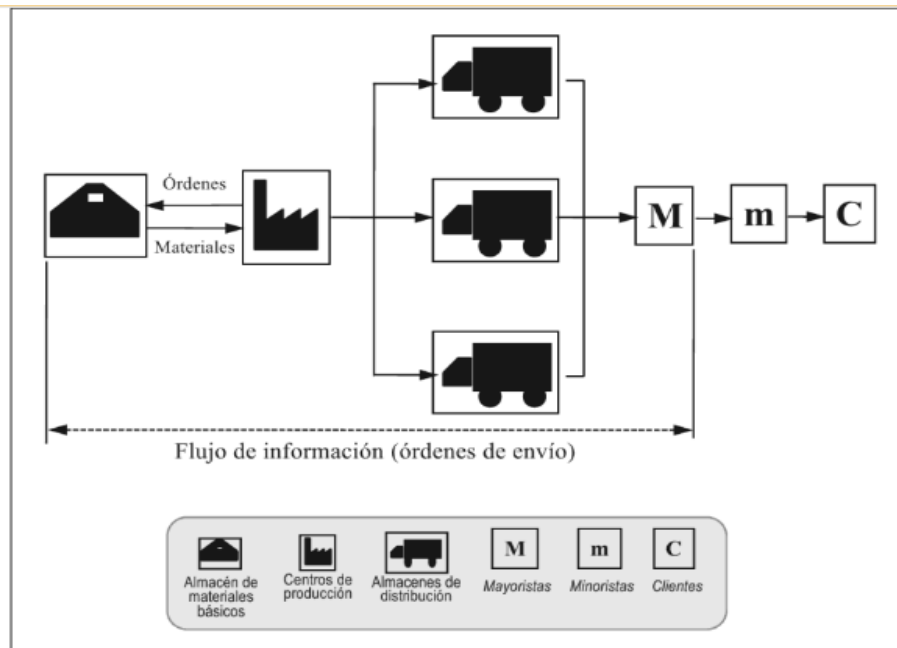 Órdenes
Materiales
M
m
C
Flujo de información (órdenes de envío)
Almacén de
materiales
básicos
Centros de
producción
Almacenes de
distribución
M
Mayoristas
m
Minoristas
C
Clientes